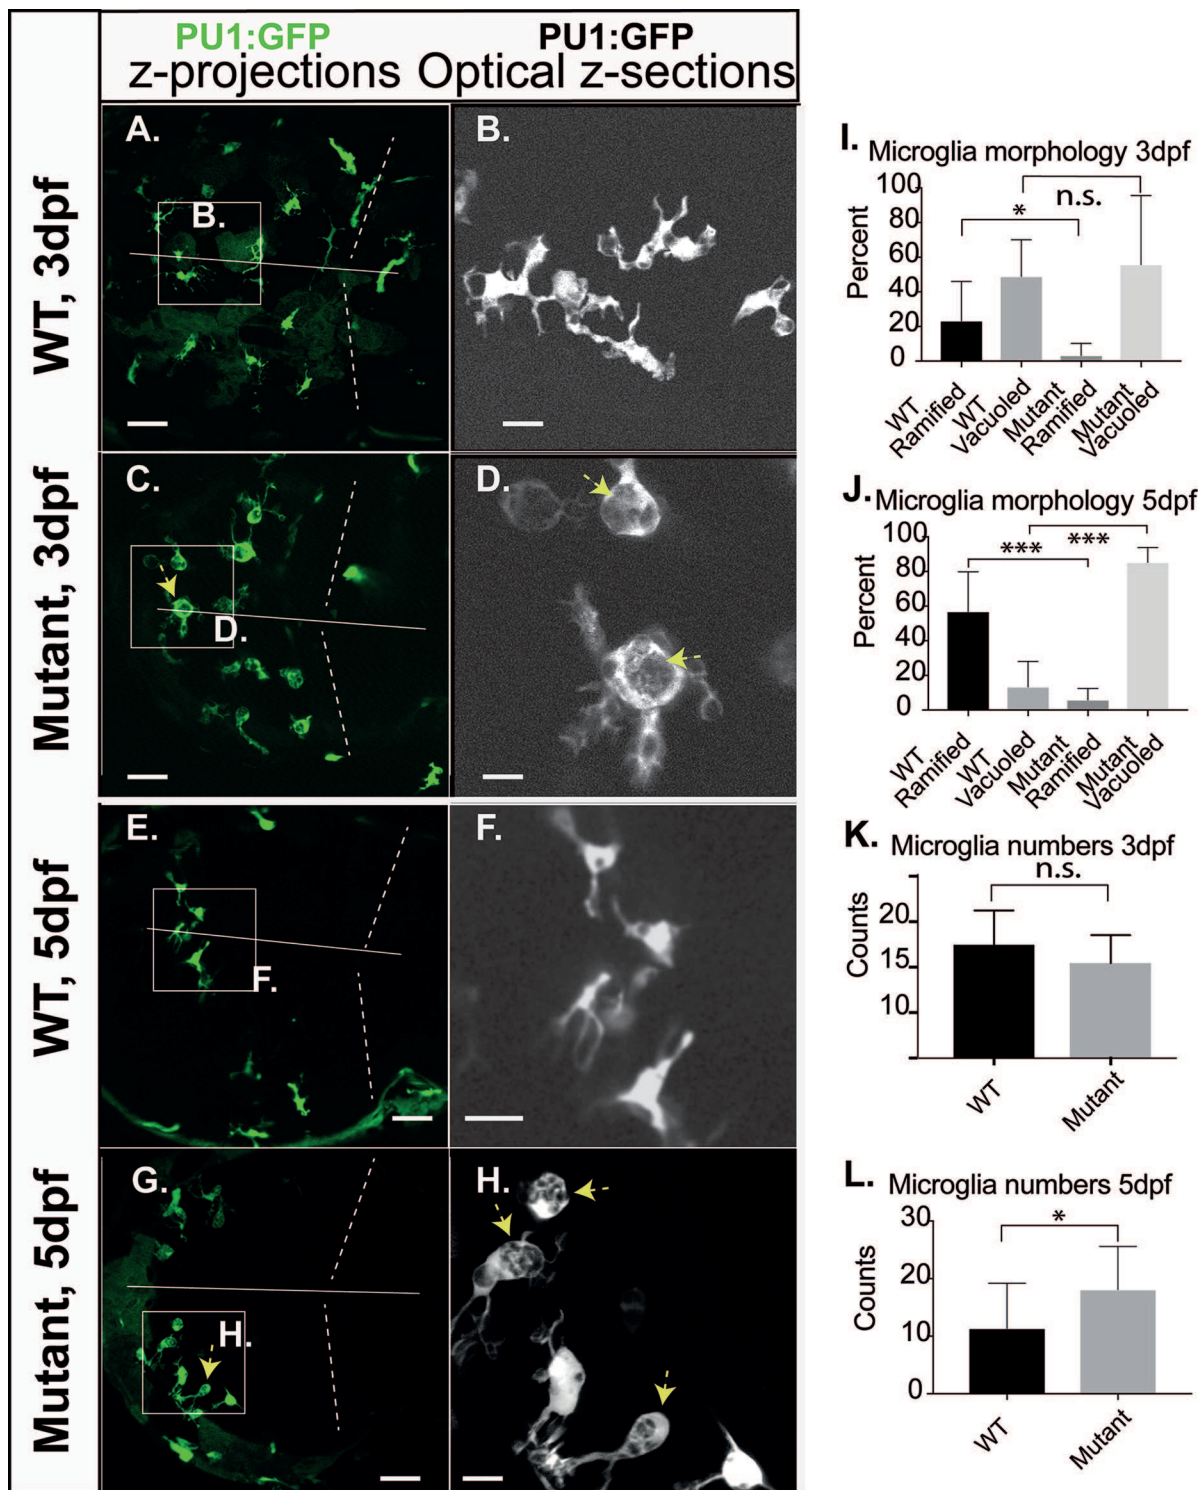 PU1:GFP
z-projections
PU1:GFP
Optical z-sections
WT, 3dpf
A.
B.
B.
Mutant, 3dpf
C.
D.
D.
WT, 5dpf
E.
F.
F.
Mutant, 5dpf
G.
H.
H.
I. Microglia morphology 3dpf
n.s.
*
Percent
100
80
60
40
20
0
WT Ramified
WT Vacuoled
Mutant Ramified
Mutant Vacuoled
J. Microglia morphology 5dpf
***
***
Percent
100
80
60
40
20
0
WT Ramified
WT Vacuoled
Mutant Ramified
Mutant Vacuoled
K. Microglia numbers 3dpf
n.s.
Counts
20
15
10
WT
Mutant
L. Microglia numbers 5dpf
*
Counts
30
20
10
0
WT
Mutant